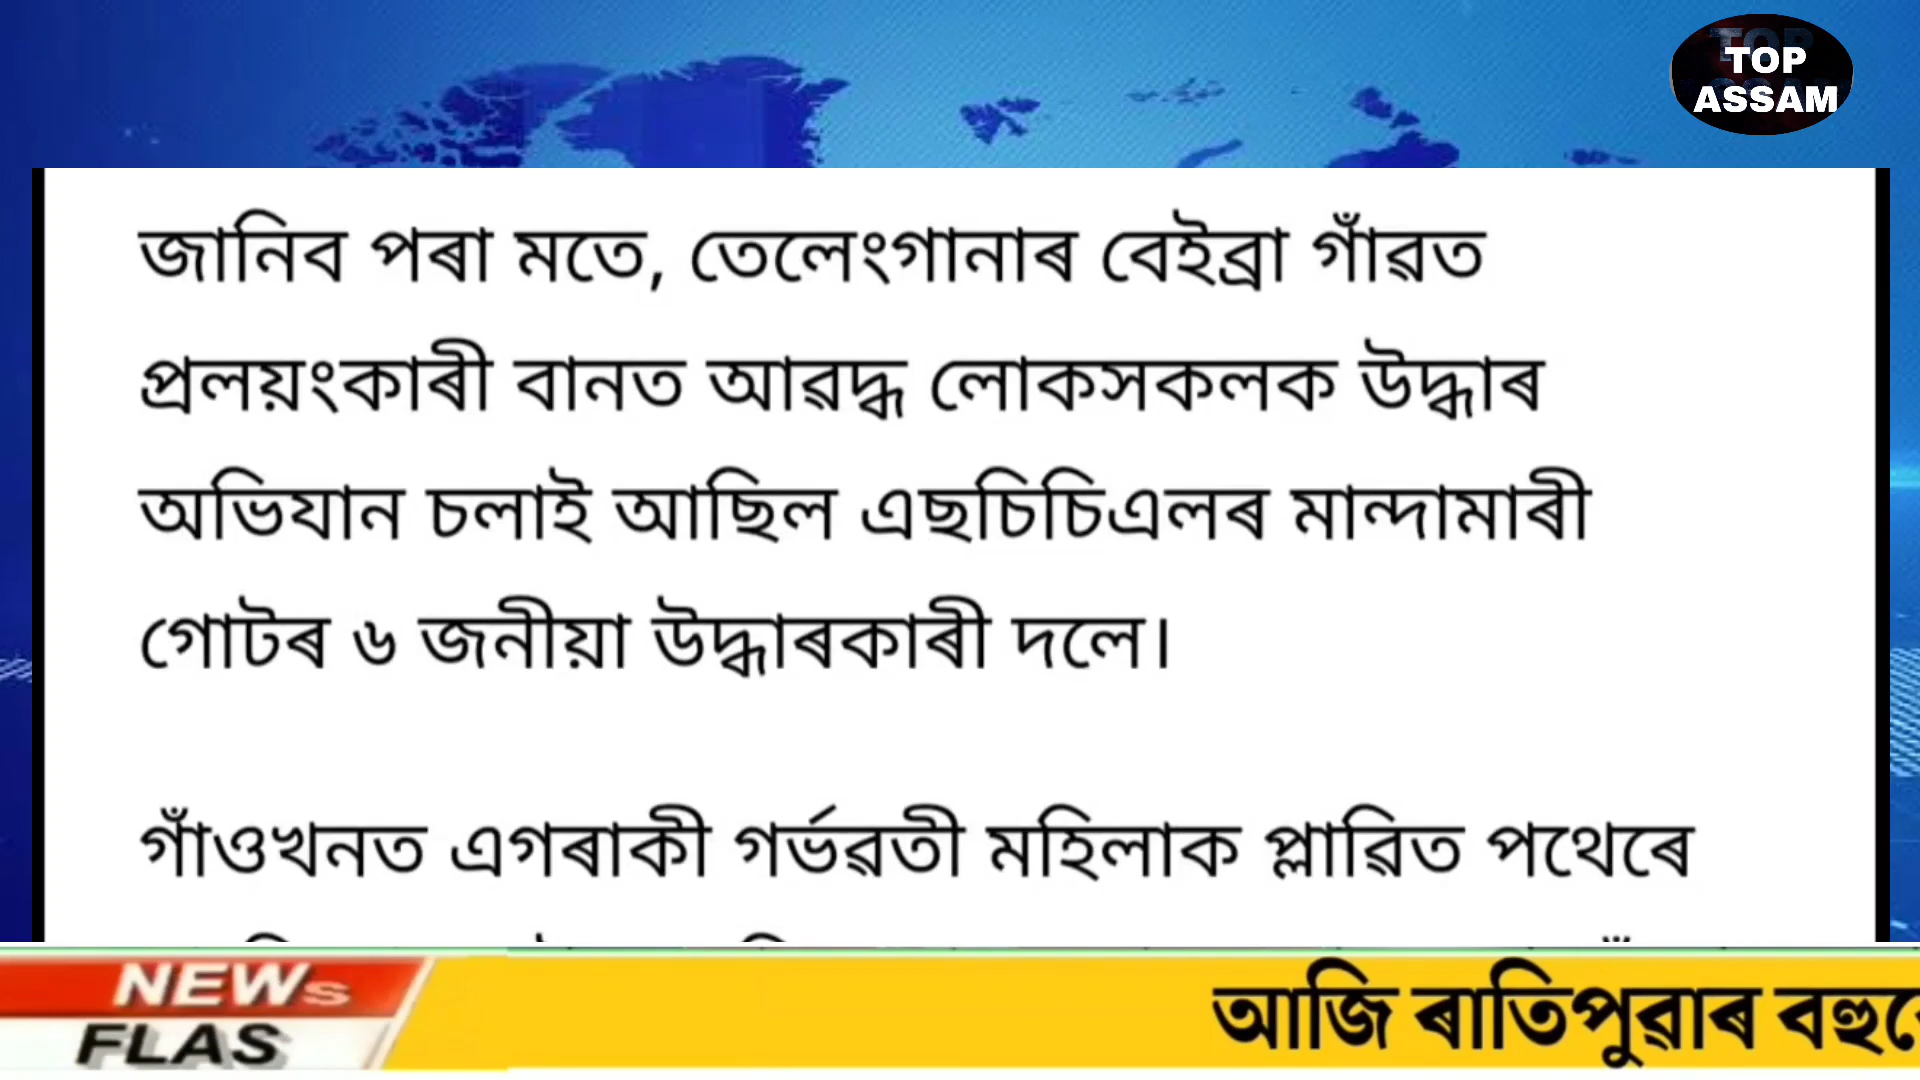 TOP
ASSAM
জানিব পৰা মতে, তেলেংগানাৰ বেইব্ৰা গাঁৱত
প্ৰলয়ংকাৰী বানত আৱদ্ধ লোকসকলক উদ্ধাৰ
অভিযান চলাই আছিল এছচিচিএলৰ মান্দামাৰী
গোটৰ ৬ জনীয়া উদ্ধাৰকাৰী দলে।
গাঁওখনত এগৰাকী গৰ্ভৱতী মহিলাক প্লাৱিত পথেৰে
NEWs
FLAS
আজি ৰাতিপুৱাৰ